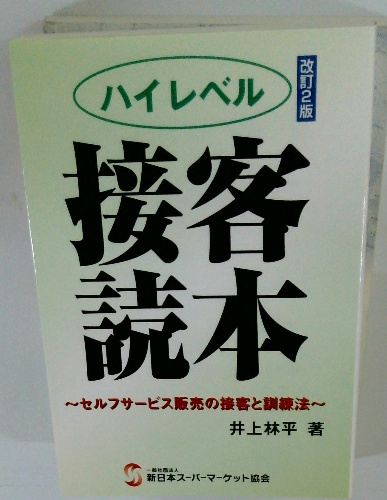 ハイレベル
改訂2版
接客
読本
～セルフサービス販売の接客と訓練法～
井上林平 著
一般社団法人
新日本スーパーマーケット協会